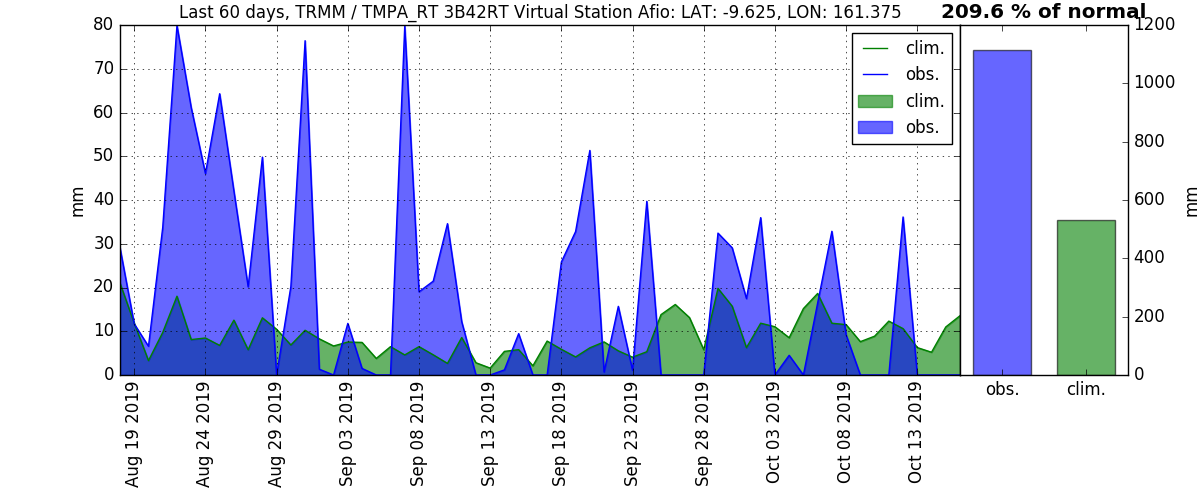 Last 60 days, TRMM / TMPA_RT 3B42RT Virtual Station Afio: LAT: -9.625, LON: 161.375
209.6 % of normal
80
70
60
50
40
30
20
10
0
mm
clim.
obs.
clim.
obs.
1200
1000
800
600
400
200
0
mm
Aug 19 2019
Aug 24 2019
Aug 29 2019
Sep 03 2019
Sep 08 2019
Sep 13 2019
Sep 18 2019
Sep 23 2019
Sep 28 2019
Oct 03 2019
Oct 08 2019
Oct 13 2019
obs.
clim.